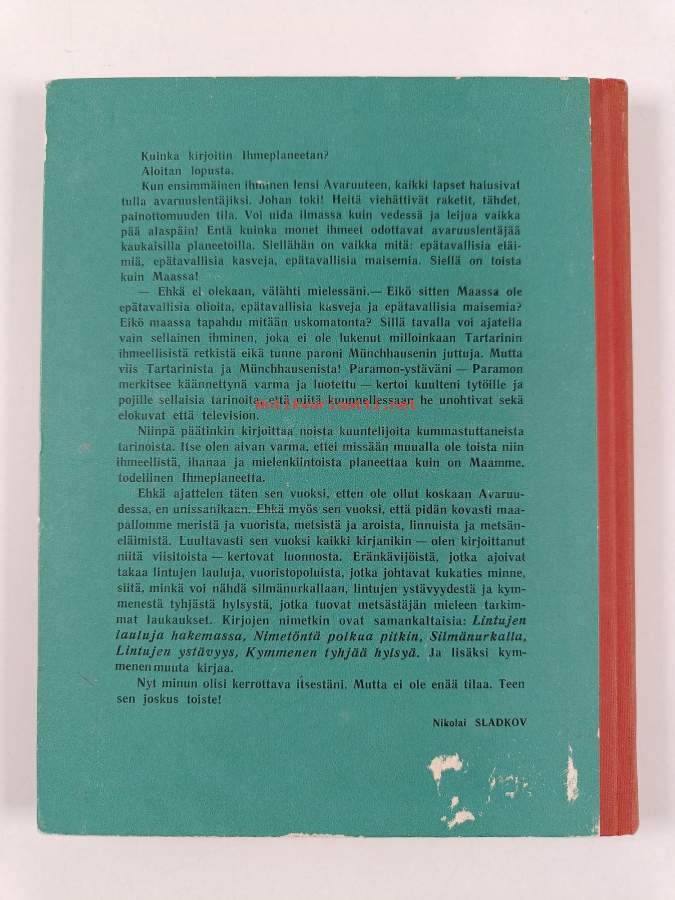 Kuinka kirjoitin Ihmeplaneetan?
Aloitan lopusta.
Kun ensimmäinen ihminen lensi Avaruuteen, kaikki lapset halusivat
tulla avaruuslentäjiksi. Johan toki! Heitä viehättivät raketit, tähdet,
painottomuuden tila. Voi uida ilmassa kuin vedessä ja leijua vaikka
pää alaspäin! Entä kuinka monet ihmeet odottavat avaruuslentäjää
kaukaisilla planeetoilla. Siellähän on vaikka mitä: epätavallisia eläi-
miä, epätavallisia kasveja, epätavallisia maisemia. Siellä on toista
kuin Maassa!
— Ehkä ei olekaan, välähti mielessäni.— Eikö sitten Maassa ole
epätavallisia olioita, epätavallisia kasveja ja epätavallisia maisemia?
Eikö maassa tapahdu mitään uskomatonta? Sillä tavalla voi ajatella
vain sellainen ihminen, joka ei ole lukenut milloinkaan Tartarinin
ihmeellisistä retkistä eikä tunne paroni Münchhausenin juttuja. Mutta
viis Tartarinista ja Münchhausenista! Paramon-ystäväni — Paramon
merkitsee käännettynä varma ja luotettu — kertoi kuulteni tytöille ja
pojille sellaisia tarinoita, että niitä kuunnellessaan he unohtivat sekä
antikvariaatti.net
elokuvat että television.
Niinpä päätinkin kirjoittaa noista kuuntelijoita kummastuttaneista
tarinoista. Itse olen aivan varma, ettei missään muualla ole toista niin
ihmeellistä, ihanaa ja mielenkiintoista planeettaa kuin on Maamme,
todellinen Ihmeplaneetta.
Ehkä ajattelen täten sen vuoksi, etten ole ollut koskaan Avaruu-
dessa, en unissanikaan. Ehkä myös sen vuoksi, että pidän kovasti maa-
pallomme meristä ja vuorista, metsistä ja aroista, linnuista ja metsän-
eläimistä. Luultavasti sen vuoksi kaikki kirjanikin — olen kirjoittanut
niitä viisitoista — kertovat luonnosta. Eränkävijöistä, jotka ajoivat
takaa lintujen lauluja, vuoristopoluista, jotka johtavat kukaties minne,
siitä, minkä voi nähdä silmänurkallaan, lintujen ystävyydestä ja kym-
menestä tyhjästä hylsystä, jotka tuovat metsästäjän mieleen tarkim-
mat laukaukset. Kirjojen nimetkin ovat samankaltaisia: Lintujen
lauluja hakemassa, Nimetöntä polkua pitkin, Silmänurkalla,
Lintujen ystävyys, Kymmenen tyhjää hylsyä. Ja lisäksi kym-
menen muuta kirjaa.
Nyt minun olisi kerrottava itsestäni. Mutta ei ole enää tilaa. Teen
sen joskus toiste!
Nikolai SLADKOV